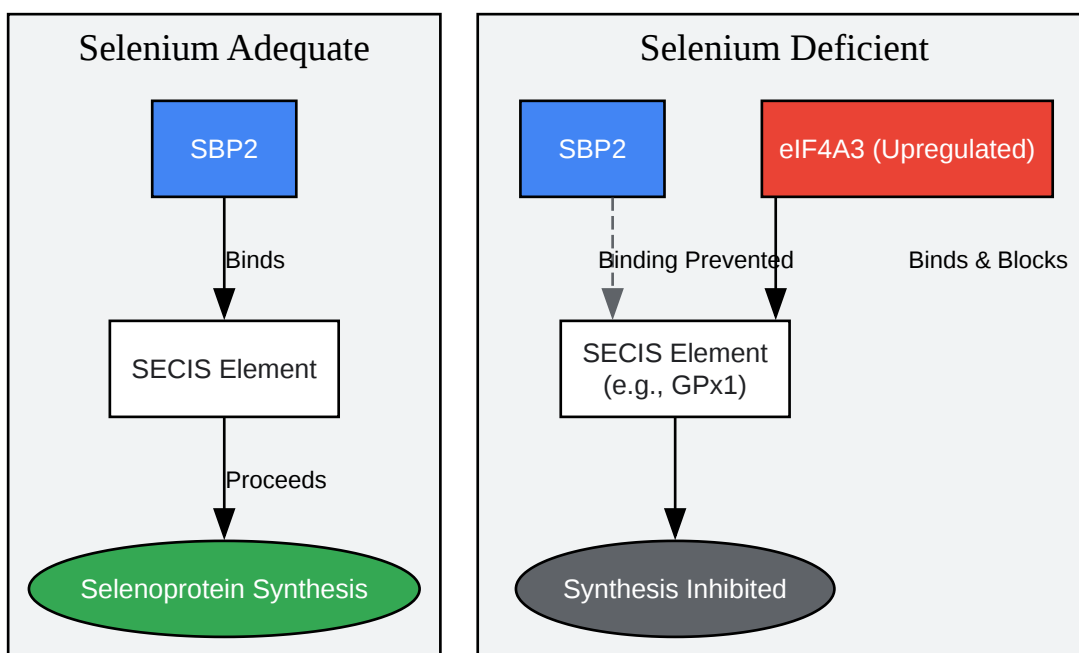 Selenium Adequate
SBP2
Binds
SECIS Element
Proceeds
Selenoprotein Synthesis
Selenium Deficient
SBP2
eIF4A3 (Upregulated)
Binding Prevented
Binds & Blocks
SECIS Element
(e.g., GPx1)
Synthesis Inhibited